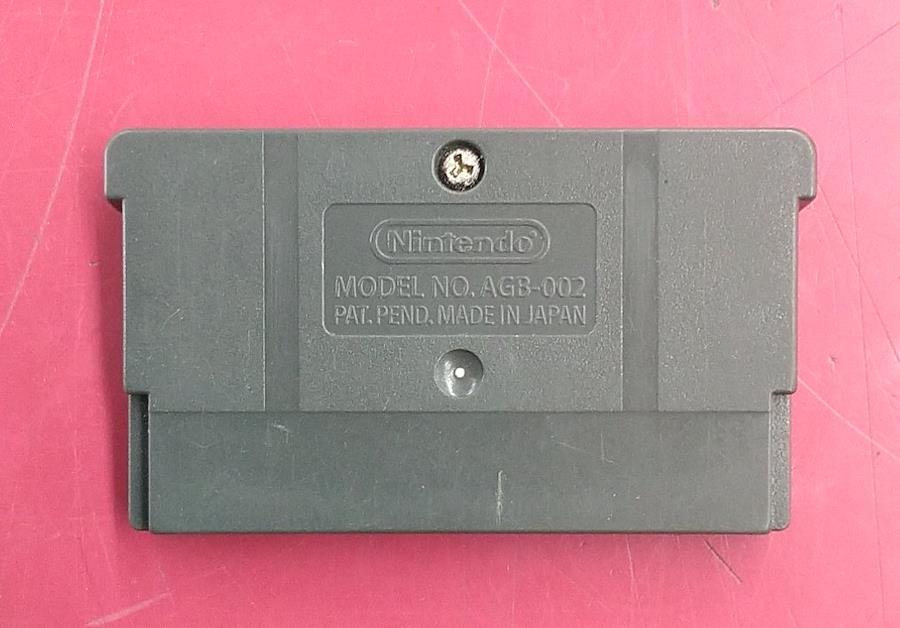 Nintendo
MODEL NO. AGB-002
PAT. PEND. MADE IN JAPAN